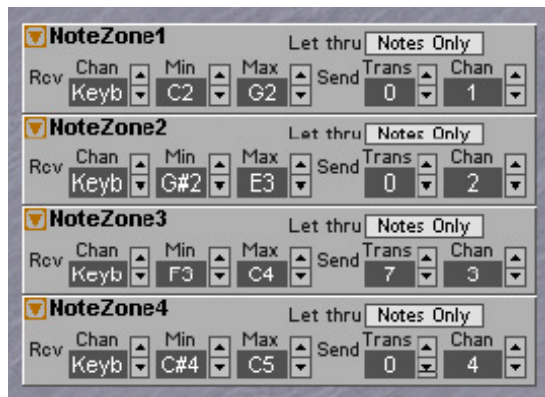 NoteZone1
Let thru Notes Only
Chan Min Max Trans Chan
Rcv Keyb C2 G2 Send 0 1
NoteZone2
Let thru Notes Only
Chan Min Max Trans Chan
Rcv Keyb G#2 E3 Send 0 2
NoteZone3
Let thru Notes Only
Chan Min Max Trans Chan
Rcv Keyb F3 C4 Send 7 3
NoteZone4
Let thru Notes Only
Chan Min Max Trans Chan
Rcv Keyb C#4 C5 Send 0 4